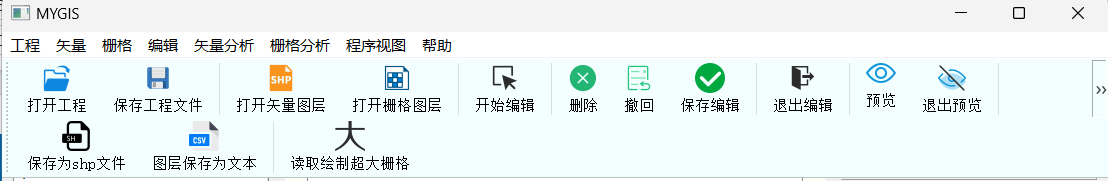 MYGIS
工程 矢量 栅格 编辑 矢量分析 栅格分析 程序视图 帮助
SHP
打开工程 保存工程文件 打开矢量图层 打开栅格图层 开始编辑 删除 撤回 保存编辑 退出编辑 预览 退出预览
SH CSV 大
保存为shp文件 图层保存为文本 读取绘制超大栅格